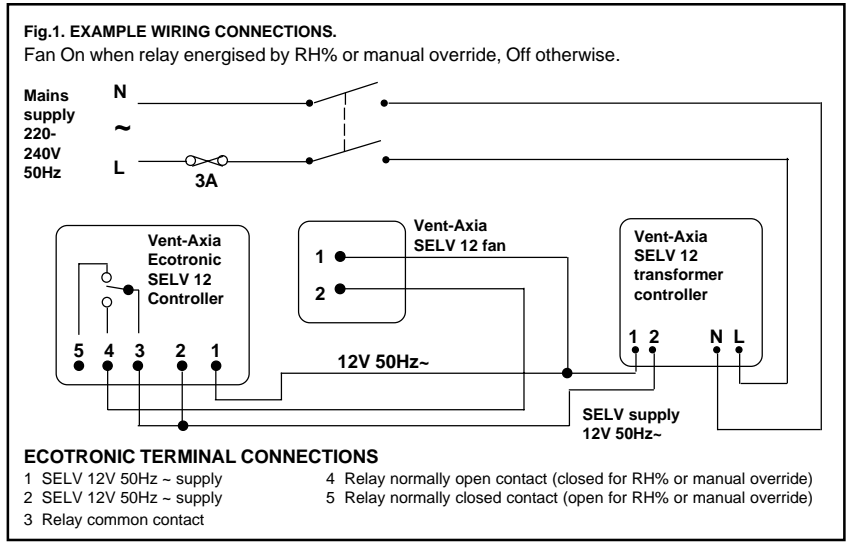 Fig.1. EXAMPLE WIRING CONNECTIONS.
Fan On when relay energised by RH% or manual override, Off otherwise.
Mains
supply
220-
240V
50Hz
N
~
L
3A
Vent-Axia
Ecotronic
SELV 12
Controller
5 4 3 2 1
Vent-Axia
SELV 12 fan
1
2
Vent-Axia
SELV 12
transformer
controller
1 2 N L
12V 50Hz~
SELV supply
12V 50Hz~
ECOTRONIC TERMINAL CONNECTIONS
1 SELV 12V 50Hz ~ supply
2 SELV 12V 50Hz ~ supply
3 Relay common contact
4 Relay normally open contact (closed for RH% or manual override)
5 Relay normally closed contact (open for RH% or manual override)